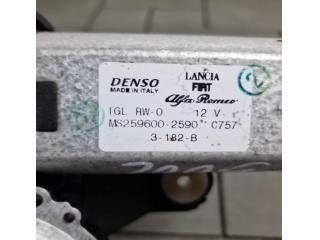 DENSO
MADE IN ITALY
LANCIA
FIAT
Alfa Romeo
TGL RW-0 12 V
MS259600-2590 C757
3-182-B